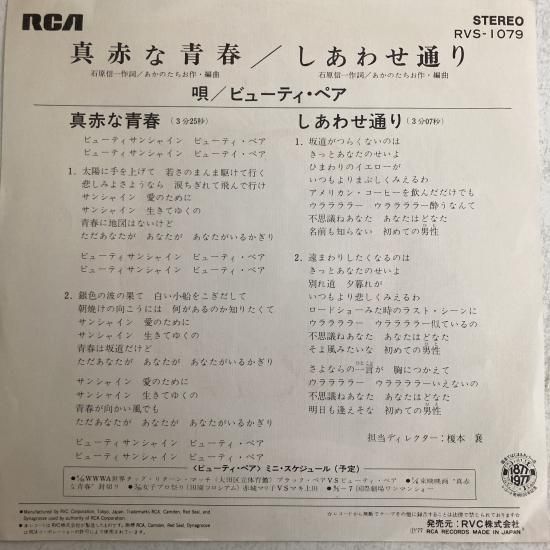 RCA
STEREO
RVS-1079
真赤な青春／しあわせ通り
石原信一作詞／あかのたちお作・編曲 石原信一作詞／あかのたちお作・編曲
唄／ビューティ・ペア
真赤な青春(3分25秒)
ビューティサンシャイン ビューティ・ペア
ビューティサンシャイン ビューティ・ペア
1. 太陽に手を上げて 若さのまんま駆けて行く
悲しみよさようなら 涙ちぎれて飛んで行け
サンシャイン 愛のために
サンシャイン 生きてゆくの
青春に地図はないけど
ただあなたが あなたが あなたがいるかぎり
ビューティサンシャイン ビューティ・ペア
ビューティサンシャイン ビューティ・ペア
2. 銀色の波の果て 白い小船をこぎだして
朝焼けの向こうには 何があるのか知りたくて
サンシャイン 愛のために
サンシャイン 生きてゆくの
青春は坂道だけど
ただあなたが あなたが あなたがいるかぎり
サンシャイン 愛のために
サンシャイン 生きてゆくの
青春が向かい風でも
ただあなたが あなたが あなたがいるかぎり
ビューティサンシャイン ビューティ・ペア
ビューティサンシャイン ビューティ・ペア
しあわせ通り(3分07秒)
1. 坂道がつらくないのは
きっとあなたのせいよ
ひまわりのイエローが
いつもよりまぶしくみえるわ
アメリカン・コーヒーを飲んだだけでも
ウララララー ウララララー酔うなんて
不思議ねあなた あなたはどなた
名前も知らない 初めての男性
2. 遠まわりしたくなるのは
きっとあなたのせいよ
別れ道 夕暮れが
いつもより悲しくみえるわ
ロードショーみた時のラスト・シーンに
ウララララー ウララララー似ているの
不思議ねあなた あなたはどなた
そよ風みたいな 初めての男性
さよならの一言が 胸につかえて
ウララララー ウララララーいえないの
不思議ねあなた あなたはどなた
明日も逢えそな 初めての男性
担当ディレクター：榎本 襄
〈ビューティ・ペア〉ミニ・スケジュール(予定)
発売元：RVC株式会社
RCA RECORDS MADE IN JAPAN
Manufactured by RVC Corporation, Tokyo, Japan. Trademarks RCA, Camden, Red Seal, and
Dynagroove used by authority of RCA Corporation.
1877
1977